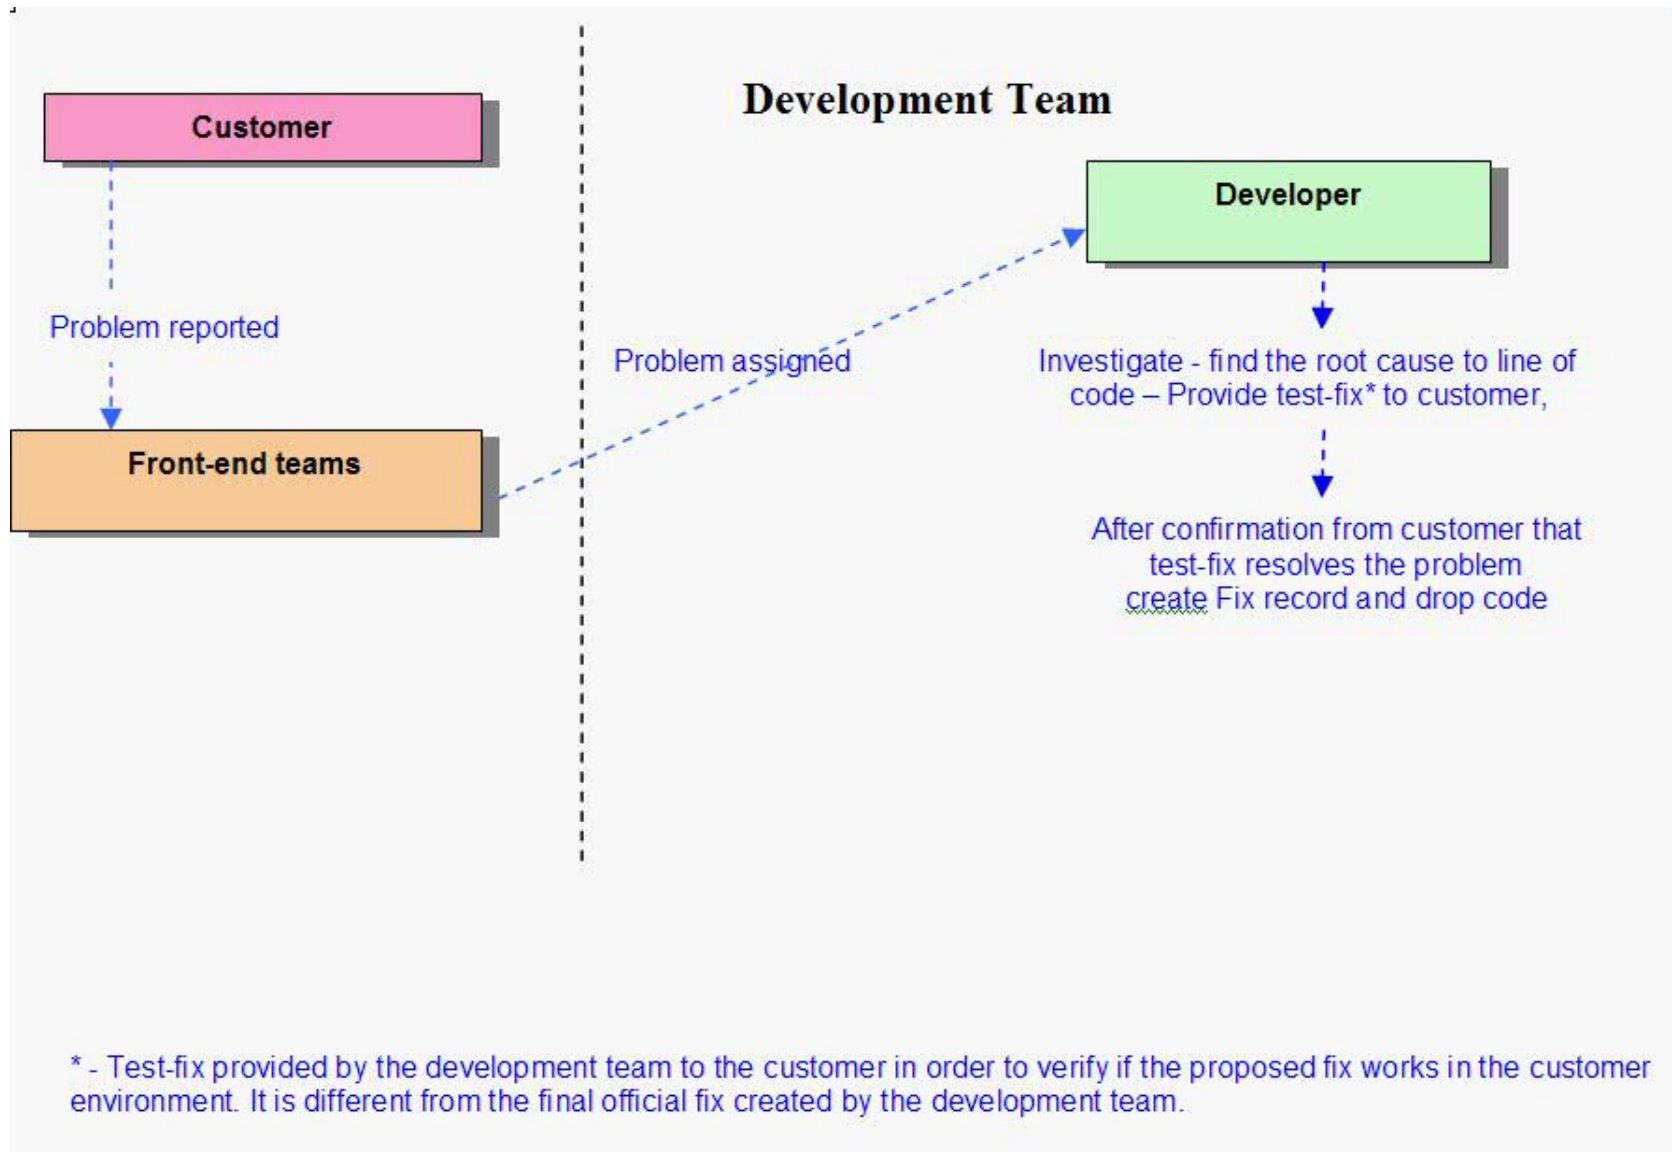 Development Team
Customer
Developer
Problem reported
Problem assigned
Investigate - find the root cause to line of
code – Provide test-fix* to customer,
Front-end teams
After confirmation from customer that
test-fix resolves the problem
create Fix record and drop code
* - Test-fix provided by the development team to the customer in order to verify if the proposed fix works in the customer
environment. It is different from the final official fix created by the development team.